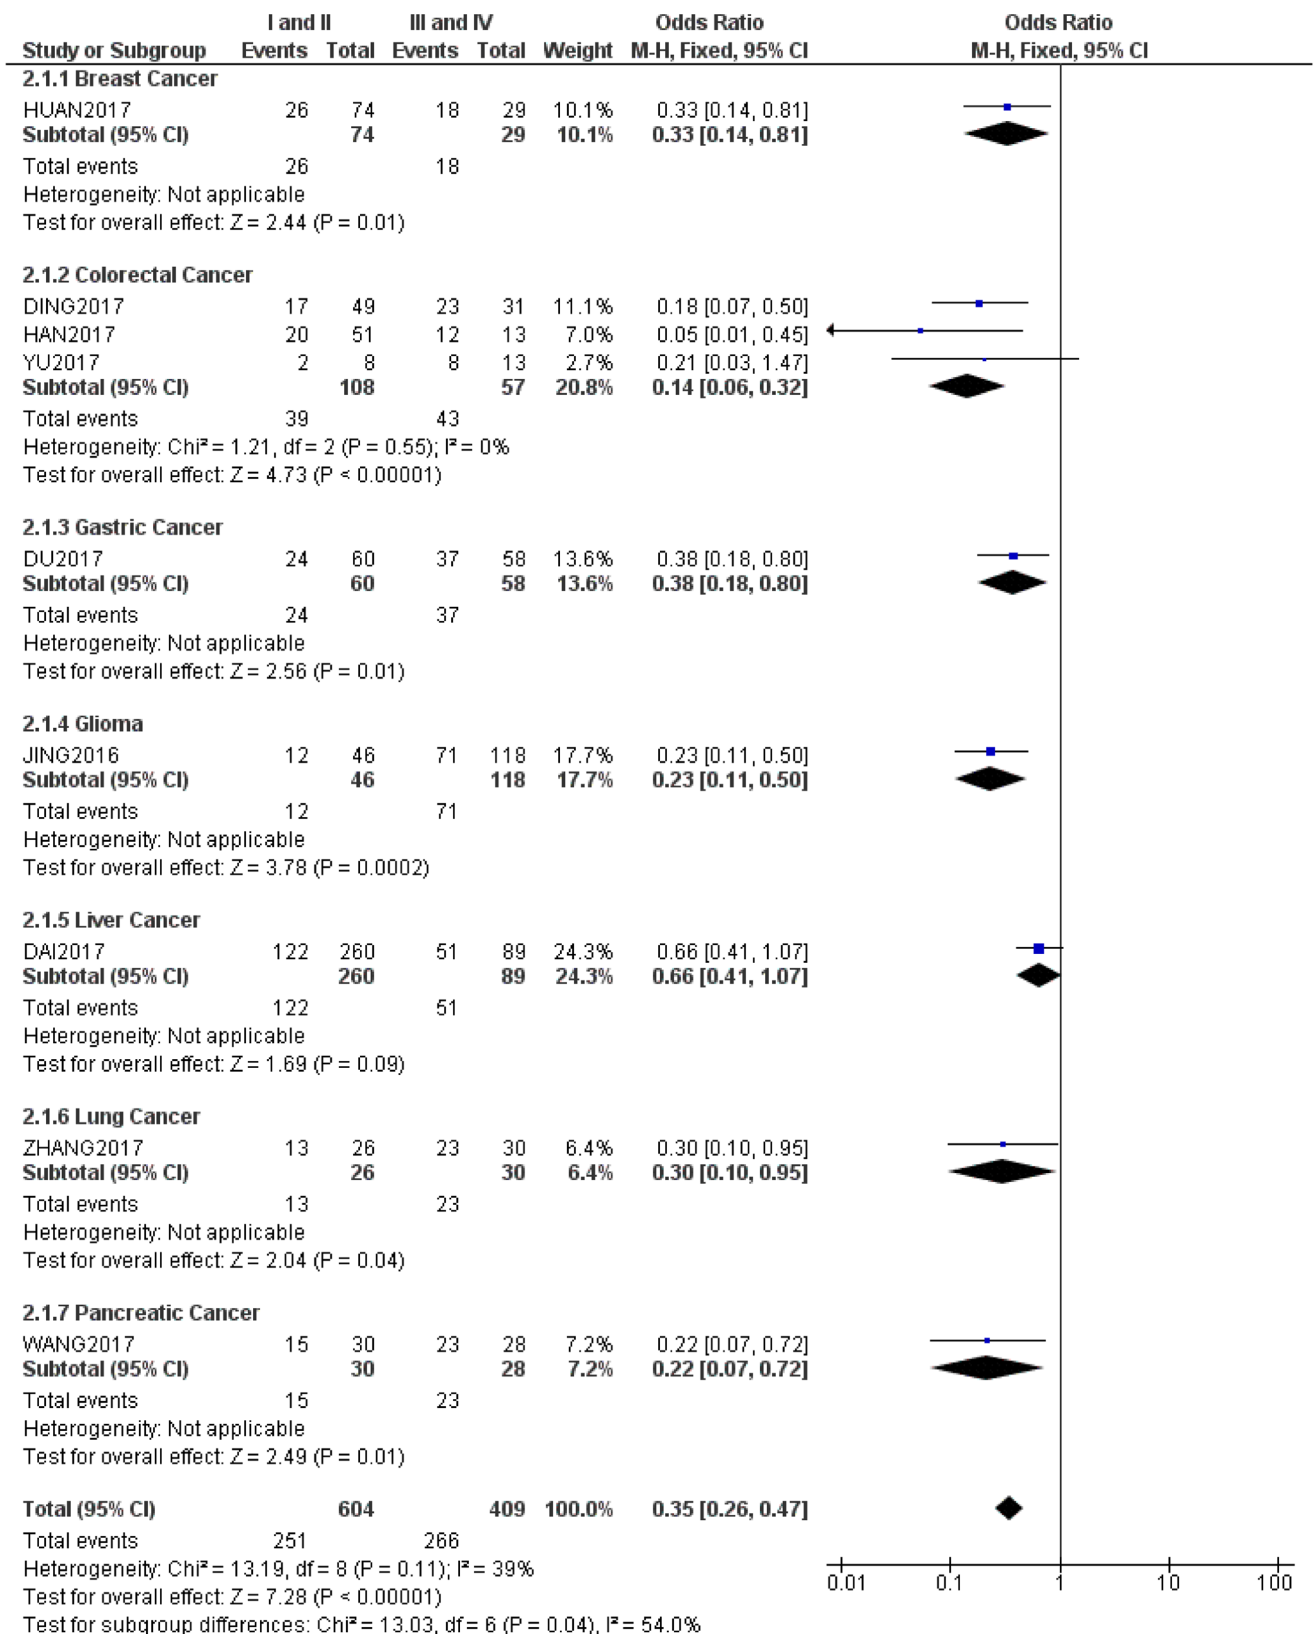 I and II III and IV Odds Ratio Odds Ratio
Study or Subgroup Events Total Events Total Weight M-H, Fixed, 95% CI M-H, Fixed, 95% CI
2.1.1 Breast Cancer
HUAN2017 26 74 18 29 10.1% 0.33 [0.14, 0.81]
Subtotal (95% CI) 74 29 10.1% 0.33 [0.14, 0.81]
Total events 26 18
Heterogeneity: Not applicable
Test for overall effect: Z = 2.44 (P = 0.01)
2.1.2 Colorectal Cancer
DING2017 17 49 23 31 11.1% 0.18 [0.07, 0.50]
HAN2017 20 51 12 13 7.0% 0.05 [0.01, 0.45]
YU2017 2 8 8 13 2.7% 0.21 [0.03, 1.47]
Subtotal (95% CI) 108 57 20.8% 0.14 [0.06, 0.32]
Total events 39 43
Heterogeneity: Chi² = 1.21, df = 2 (P = 0.55); I² = 0%
Test for overall effect: Z = 4.73 (P < 0.00001)
2.1.3 Gastric Cancer
DU2017 24 60 37 58 13.6% 0.38 [0.18, 0.80]
Subtotal (95% CI) 60 58 13.6% 0.38 [0.18, 0.80]
Total events 24 37
Heterogeneity: Not applicable
Test for overall effect: Z = 2.56 (P = 0.01)
2.1.4 Glioma
JING2016 12 46 71 118 17.7% 0.23 [0.11, 0.50]
Subtotal (95% CI) 46 118 17.7% 0.23 [0.11, 0.50]
Total events 12 71
Heterogeneity: Not applicable
Test for overall effect: Z = 3.78 (P = 0.0002)
2.1.5 Liver Cancer
DAI2017 122 260 51 89 24.3% 0.66 [0.41, 1.07]
Subtotal (95% CI) 260 89 24.3% 0.66 [0.41, 1.07]
Total events 122 51
Heterogeneity: Not applicable
Test for overall effect: Z = 1.69 (P = 0.09)
2.1.6 Lung Cancer
ZHANG2017 13 26 23 30 6.4% 0.30 [0.10, 0.95]
Subtotal (95% CI) 26 30 6.4% 0.30 [0.10, 0.95]
Total events 13 23
Heterogeneity: Not applicable
Test for overall effect: Z = 2.04 (P = 0.04)
2.1.7 Pancreatic Cancer
WANG2017 15 30 23 28 7.2% 0.22 [0.07, 0.72]
Subtotal (95% CI) 30 28 7.2% 0.22 [0.07, 0.72]
Total events 15 23
Heterogeneity: Not applicable
Test for overall effect: Z = 2.49 (P = 0.01)
Total (95% CI) 604 409 100.0% 0.35 [0.26, 0.47]
Total events 251 266
Heterogeneity: Chi² = 13.19, df = 8 (P = 0.11); I² = 39%
Test for overall effect: Z = 7.28 (P < 0.00001)
Test for subgroup differences: Chi² = 13.03, df = 6 (P = 0.04), I² = 54.0%
0.01 0.1 1 10 100